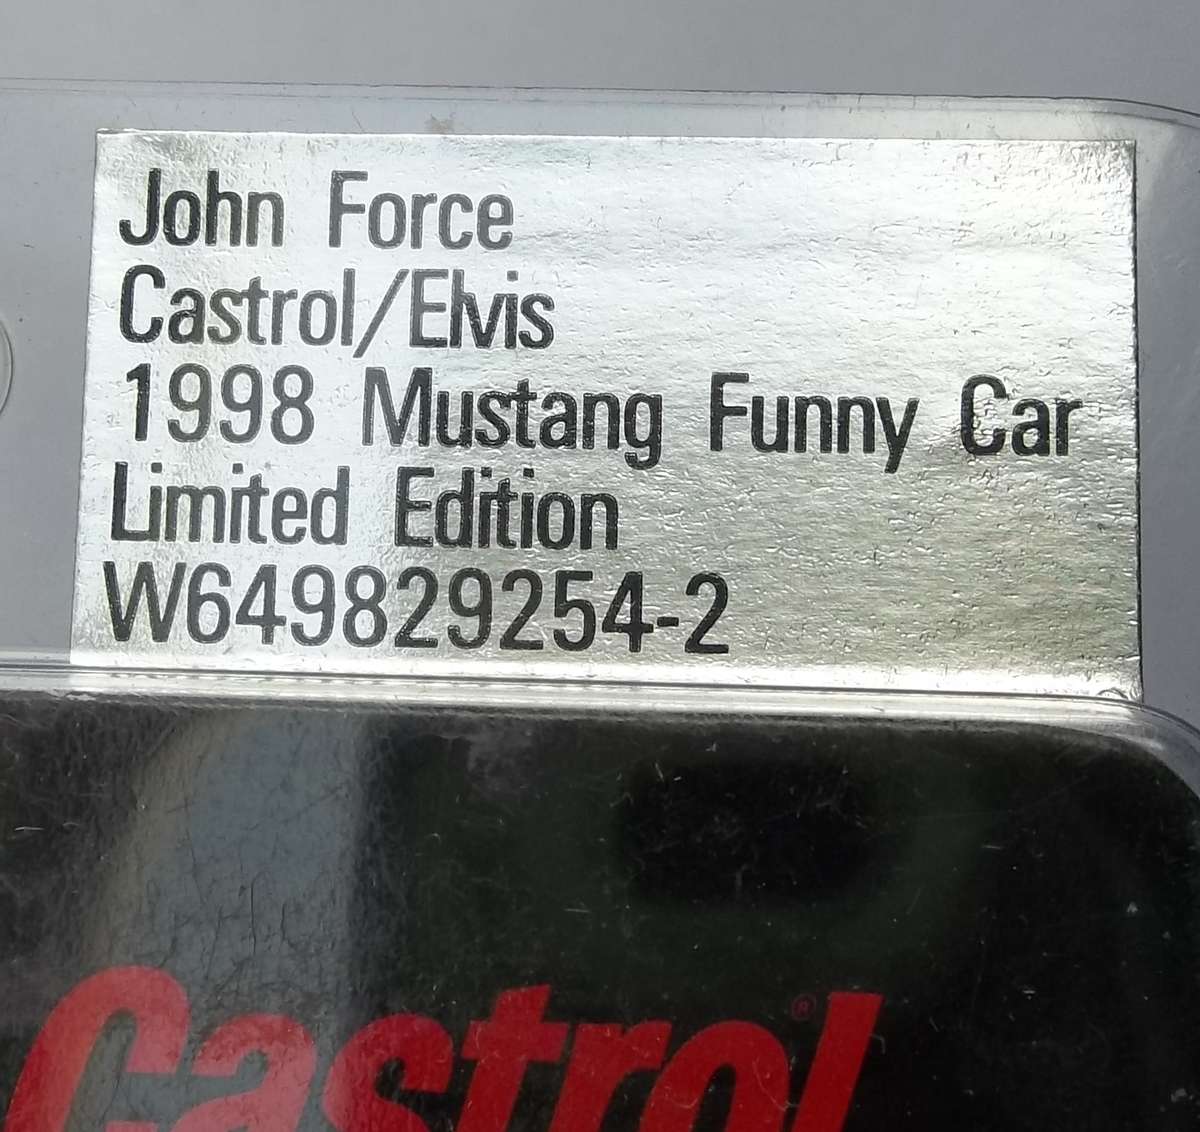 John Force
Castrol/Elvis
1998 Mustang Funny Car
Limited Edition
W649829254-2
Castrol®